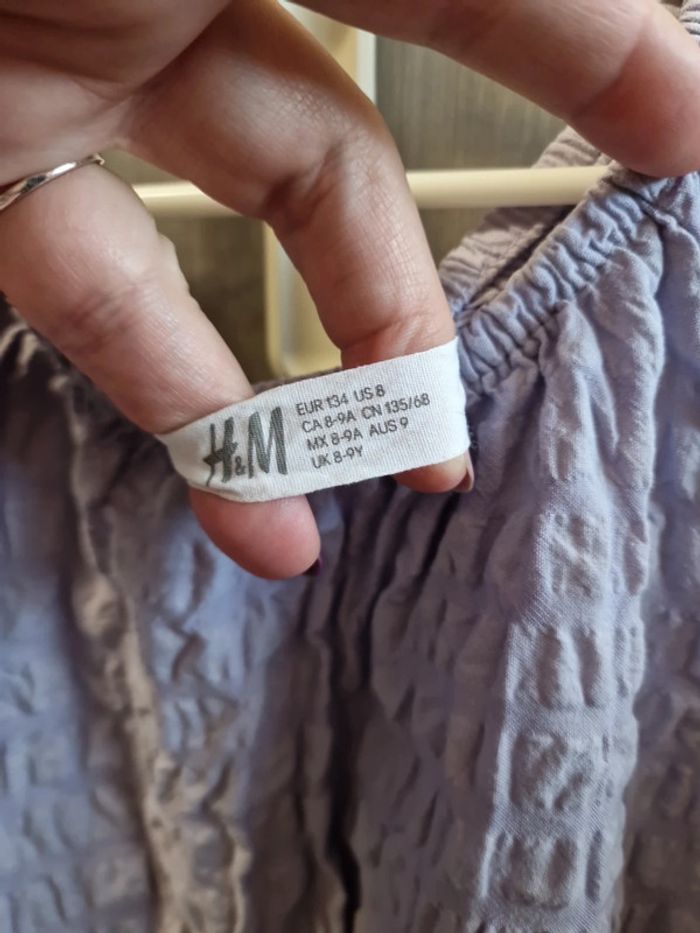 H&M
EUR 134 US 8
CA 8-9A CN 135/68
MX 8-9A AUS 9
UK 8-9Y